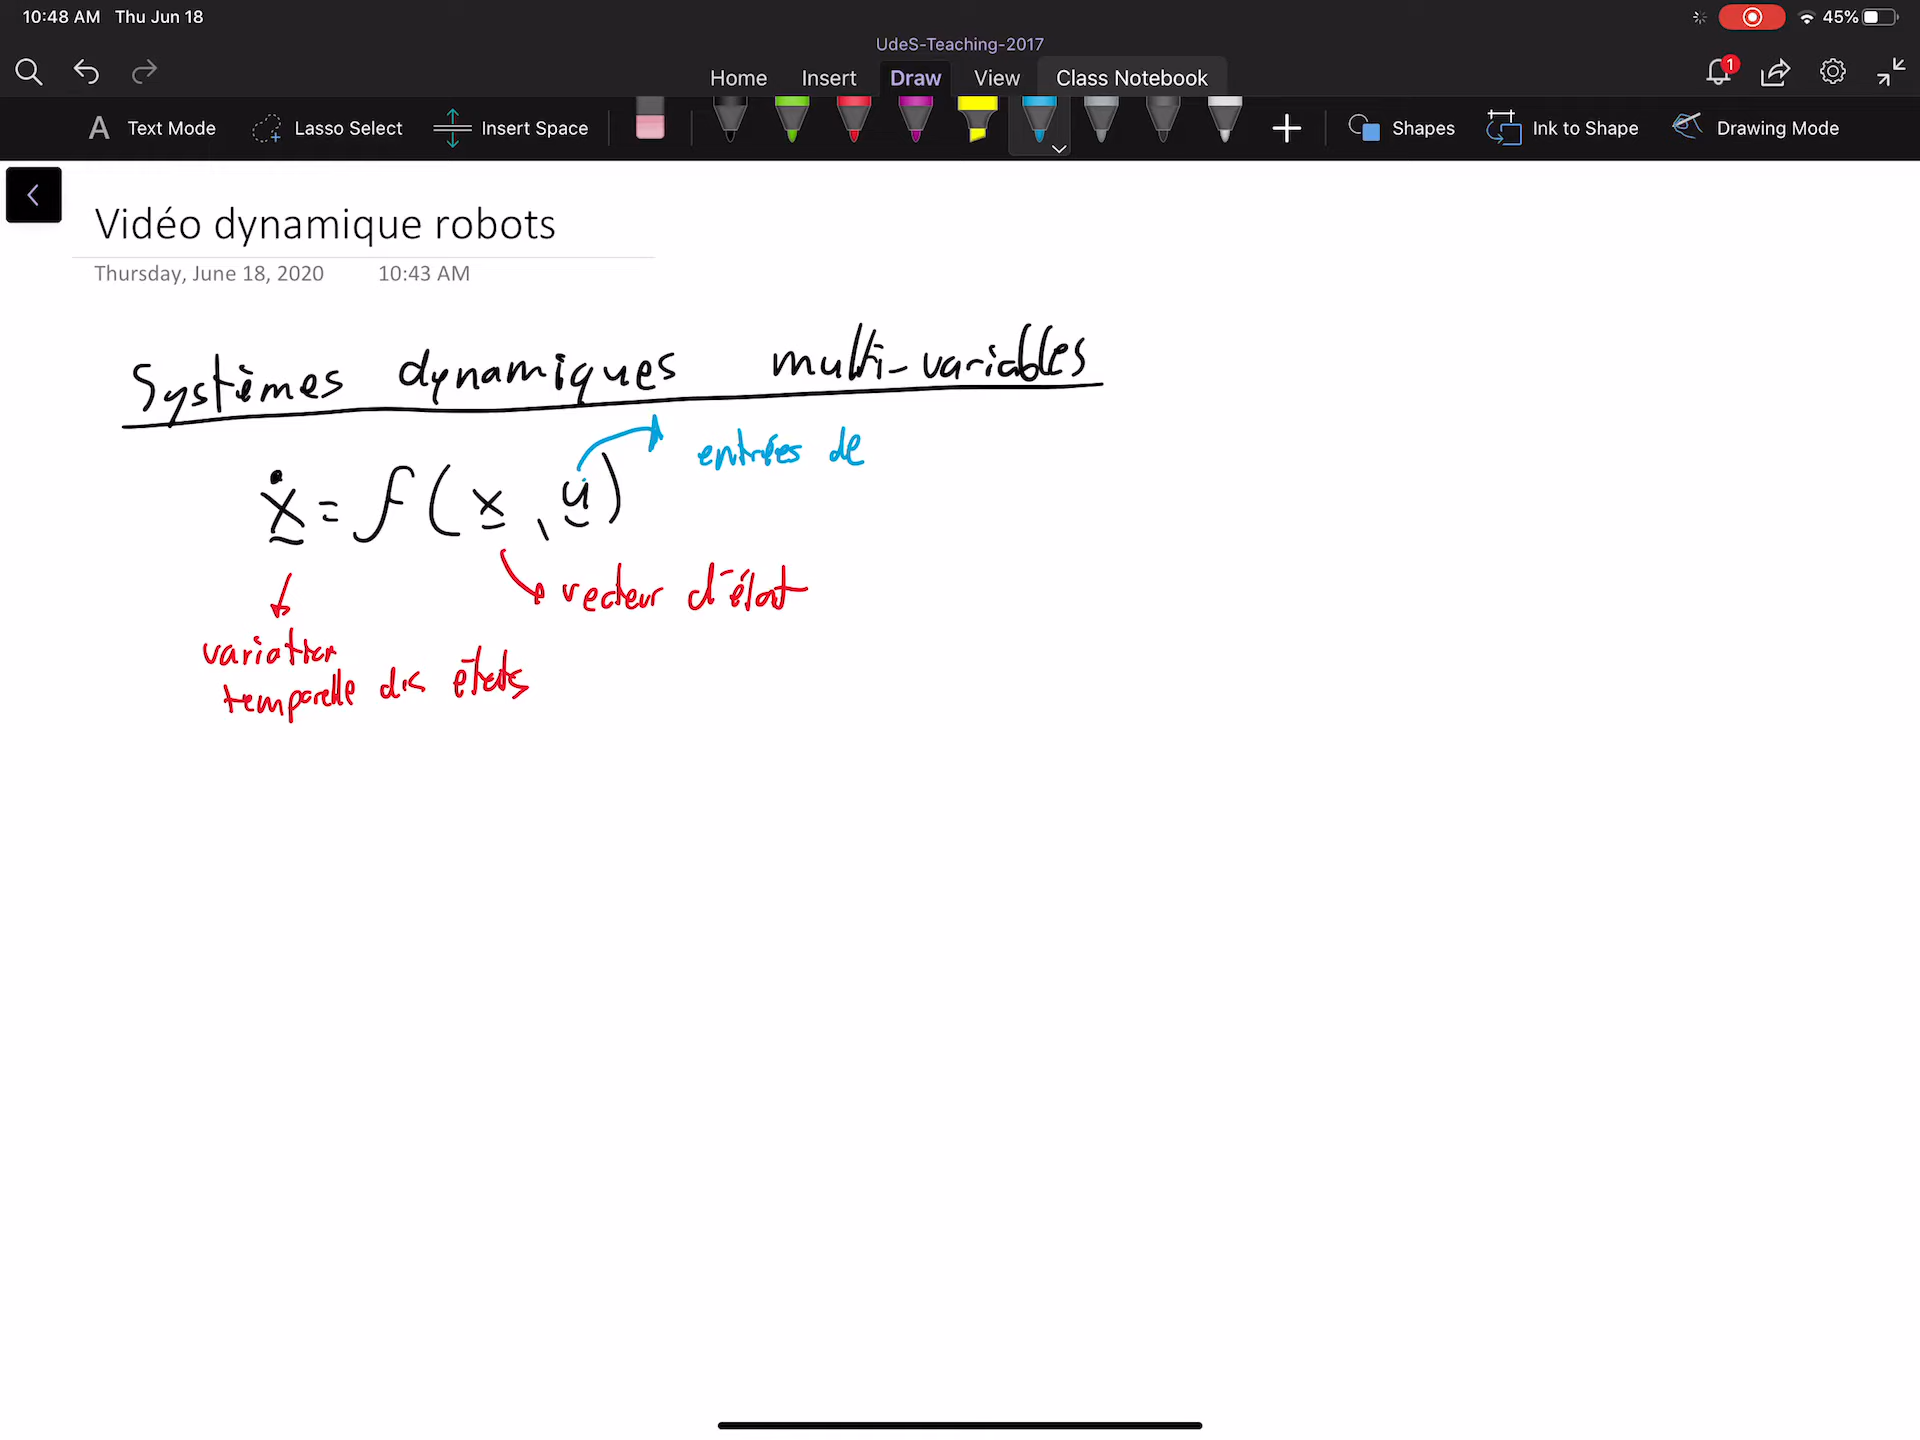 10:48 AM Thu Jun 18
45%
UdeS-Teaching-2017
Home Insert Draw View Class Notebook
1
A Text Mode Lasso Select Insert Space Shapes Ink to Shape Drawing Mode
Vidéo dynamique robots
Thursday, June 18, 2020 10:43 AM
Systèmes dynamiques multi-variables
entrées de
ẋ = f(x, u)
vecteur d'état
variation
temporelle des états